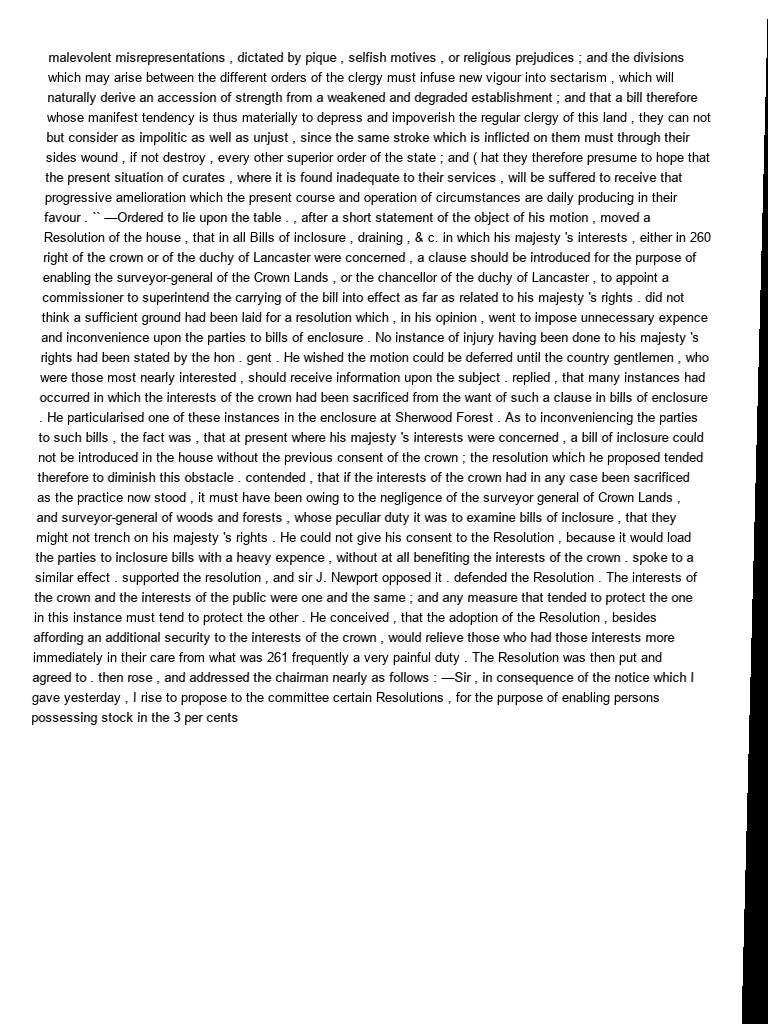 malevolent misrepresentations , dictated by pique , selfish motives , or religious prejudices ; and the divisions
which may arise between the different orders of the clergy must infuse new vigour into sectarism , which will
naturally derive an accession of strength from a weakened and degraded establishment ; and that a bill therefore
whose manifest tendency is thus materially to depress and impoverish the regular clergy of this land , they can not
but consider as impolitic as well as unjust , since the same stroke which is inflicted on them must through their
sides wound , if not destroy , every other superior order of the state ; and ( hat they therefore presume to hope that
the present situation of curates , where it is found inadequate to their services , will be suffered to receive that
progressive amelioration which the present course and operation of circumstances are daily producing in their
favour . `` —Ordered to lie upon the table . , after a short statement of the object of his motion , moved a
Resolution of the house , that in all Bills of inclosure , draining , & c. in which his majesty 's interests , either in 260
right of the crown or of the duchy of Lancaster were concerned , a clause should be introduced for the purpose of
enabling the surveyor-general of the Crown Lands , or the chancellor of the duchy of Lancaster , to appoint a
commissioner to superintend the carrying of the bill into effect as far as related to his majesty 's rights . did not
think a sufficient ground had been laid for a resolution which , in his opinion , went to impose unnecessary expence
and inconvenience upon the parties to bills of enclosure . No instance of injury having been done to his majesty 's
rights had been stated by the hon . gent . He wished the motion could be deferred until the country gentlemen , who
were those most nearly interested , should receive information upon the subject . replied , that many instances had
occurred in which the interests of the crown had been sacrificed from the want of such a clause in bills of enclosure
. He particularised one of these instances in the enclosure at Sherwood Forest . As to inconveniencing the parties
to such bills , the fact was , that at present where his majesty 's interests were concerned , a bill of inclosure could
not be introduced in the house without the previous consent of the crown ; the resolution which he proposed tended
therefore to diminish this obstacle . contended , that if the interests of the crown had in any case been sacrificed
as the practice now stood , it must have been owing to the negligence of the surveyor general of Crown Lands ,
and surveyor-general of woods and forests , whose peculiar duty it was to examine bills of inclosure , that they
might not trench on his majesty 's rights . He could not give his consent to the Resolution , because it would load
the parties to inclosure bills with a heavy expence , without at all benefiting the interests of the crown . spoke to a
similar effect . supported the resolution , and sir J. Newport opposed it . defended the Resolution . The interests of
the crown and the interests of the public were one and the same ; and any measure that tended to protect the one
in this instance must tend to protect the other . He conceived , that the adoption of the Resolution , besides
affording an additional security to the interests of the crown , would relieve those who had those interests more
immediately in their care from what was 261 frequently a very painful duty . The Resolution was then put and
agreed to . then rose , and addressed the chairman nearly as follows : —Sir , in consequence of the notice which I
gave yesterday , I rise to propose to the committee certain Resolutions , for the purpose of enabling persons
possessing stock in the 3 per cents